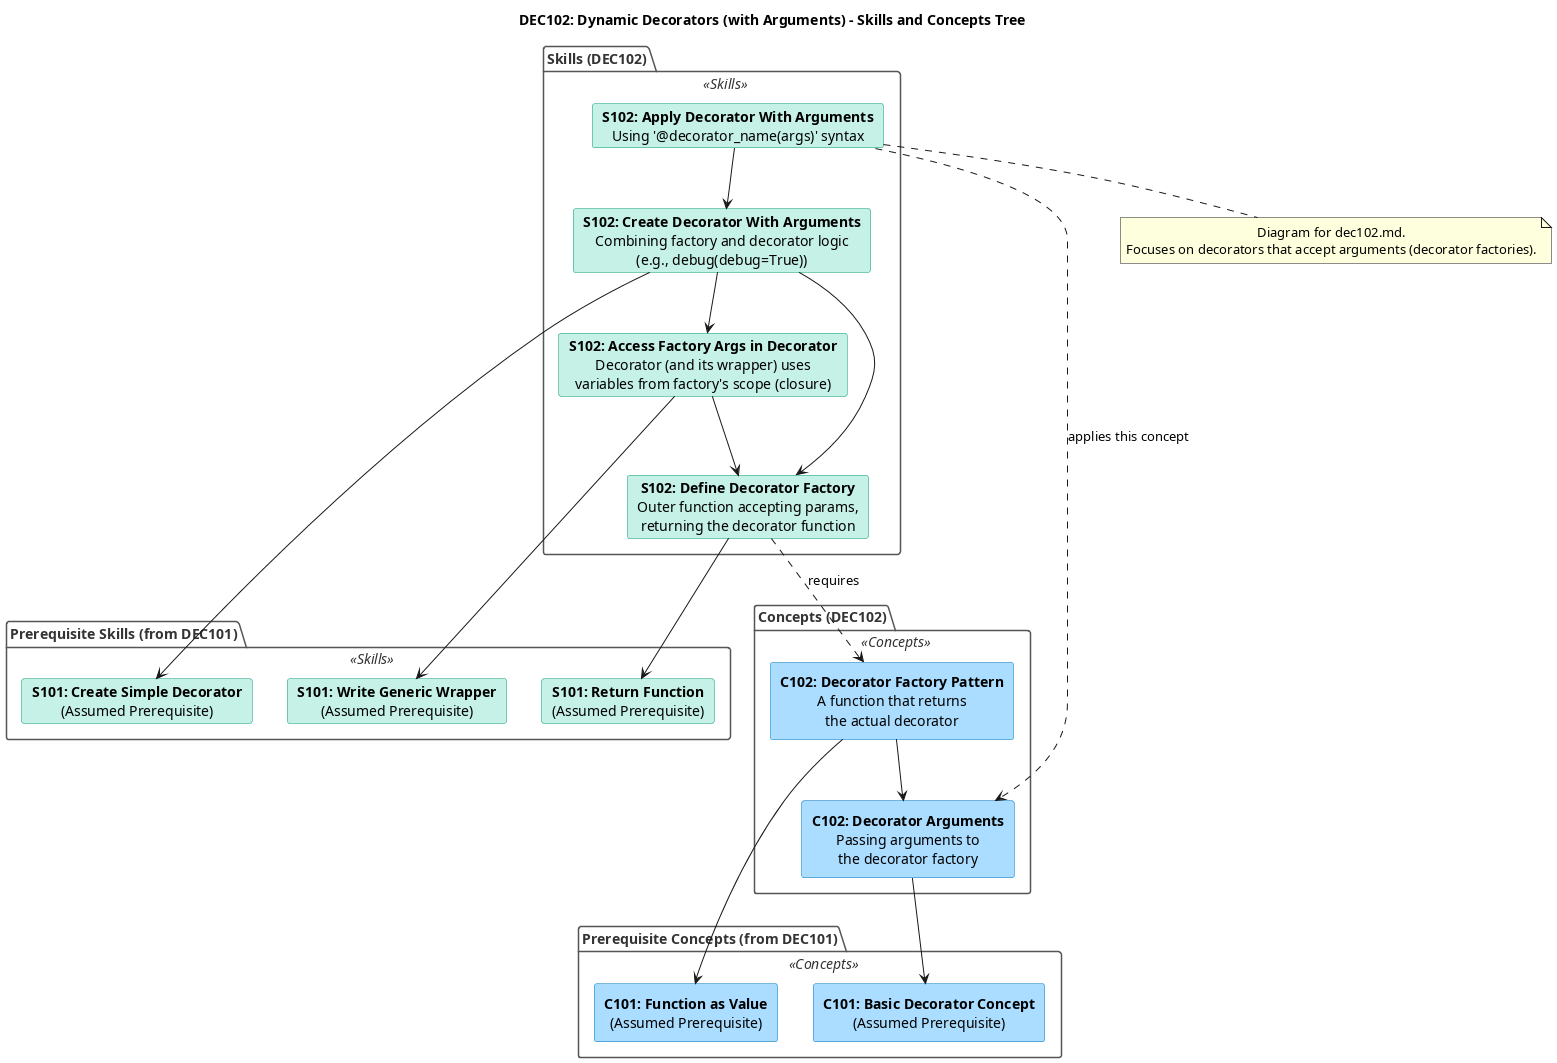 DEC102: Dynamic Decorators (with Arguments) - Skills and Concepts Tree
Skills (DEC102)
«Skills»
S102: Apply Decorator With Arguments
Using '@decorator_name(args)' syntax
S102: Create Decorator With Arguments
Combining factory and decorator logic
(e.g., debug(debug=True))
Diagram for dec102.md.
Focuses on decorators that accept arguments (decorator factories).
S102: Access Factory Args in Decorator
Decorator (and its wrapper) uses
variables from factory's scope (closure)
applies this concept
S102: Define Decorator Factory
Outer function accepting params,
returning the decorator function
requires
Prerequisite Skills (from DEC101)
«Skills»
S101: Create Simple Decorator
(Assumed Prerequisite)
S101: Write Generic Wrapper
(Assumed Prerequisite)
S101: Return Function
(Assumed Prerequisite)
Concepts (DEC102)
«Concepts»
C102: Decorator Factory Pattern
A function that returns
the actual decorator
C102: Decorator Arguments
Passing arguments to
the decorator factory
Prerequisite Concepts (from DEC101)
«Concepts»
C101: Function as Value
(Assumed Prerequisite)
C101: Basic Decorator Concept
(Assumed Prerequisite)